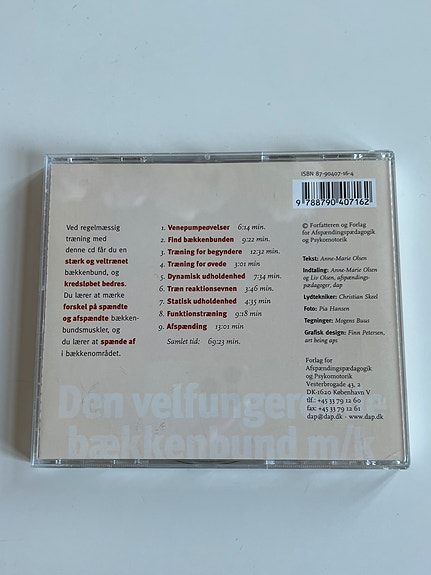 ISBN 87-90407-16-4
9 788790 407162
Ved regelmæssig
træning med
denne cd får du en
stærk og veltrænet
bækkenbund, og
kredsløbet bedres.
Du lærer at mærke
forskel på spændte
og afspændte bækken-
bundsmuskler, og
du lærer at spænde af
i bækkenområdet.
1. Venepumpeøvelser 6:14 min.
2. Find bækkenbunden 9:22 min.
3. Træning for begyndere 12:32 min.
4. Træning for øvede 3:01 min
5. Dynamisk udholdenhed 7:34 min.
6. Træn reaktionsevnen 3:46 min.
7. Statisk udholdenhed 4:35 min
8. Funktionstræning 9:18 min
9. Afspænding 13:01 min
Samlet tid: 69:23 min.
© Forfatteren og Forlag
for Afspændingspædagogik
og Psykomotorik
Tekst: Anne-Marie Olsen
Indtaling: Anne-Marie Olsen
og Liv Olsen, afspændings-
pædagoger, dap
Lydtekniker: Christian Skeel
Foto: Pia Hansen
Tegninger: Mogens Buus
Grafisk design: Finn Petersen,
art being aps
Forlag for
Afspændingspædagogik
og Psykomotorik
Vesterbrogade 43, 2
DK-1620 København V
tlf.: +45 33 79 12 60
fax: +45 33 79 12 61
dap@dap.dk - www.dap.dk
Den velfungerende
bækkenbund m/k